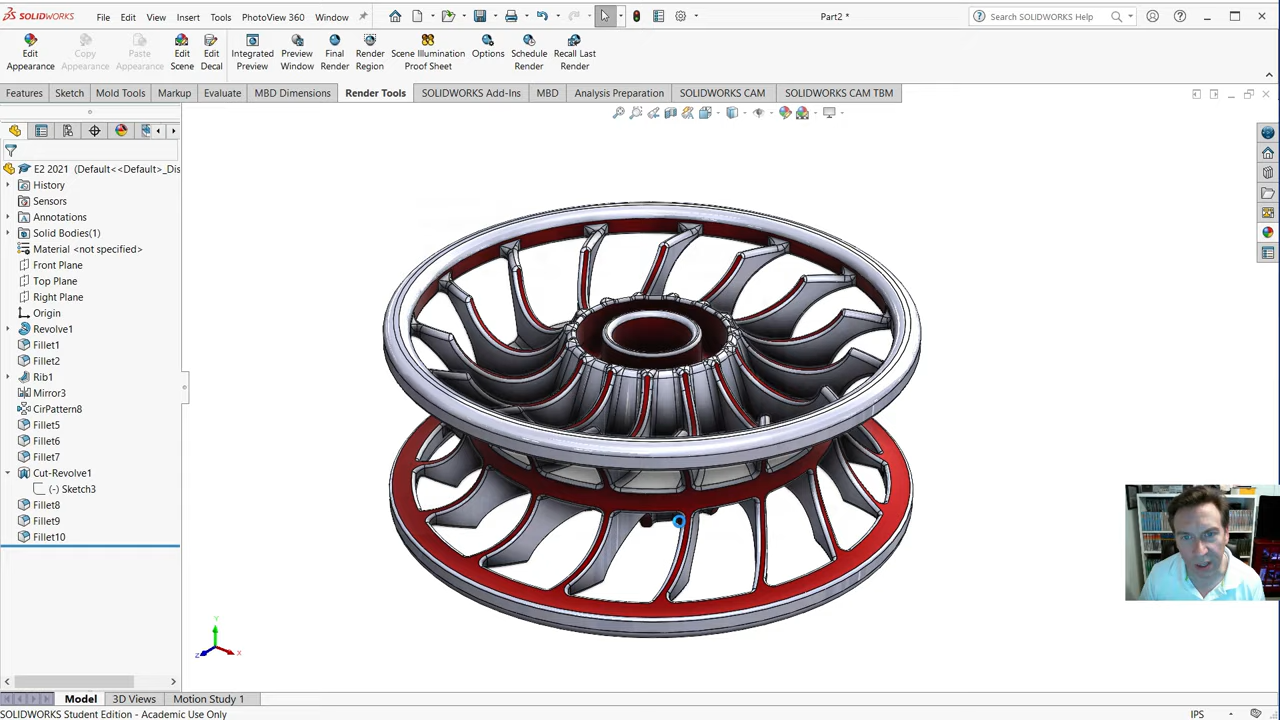 SOLIDWORKS File Edit View Insert Tools PhotoView 360 Window Part2 * Search SOLIDWORKS Help
Edit Appearance Copy Appearance Paste Appearance Edit Scene Edit Decal Integrated Preview Preview Window Final Render Render Region Scene Illumination Proof Sheet Options Schedule Render Recall Last Render
Features Sketch Mold Tools Markup Evaluate MBD Dimensions Render Tools SOLIDWORKS Add-Ins MBD Analysis Preparation SOLIDWORKS CAM SOLIDWORKS CAM TBM
E2 2021 (Default<<Default>_Dis
History
Sensors
Annotations
Solid Bodies(1)
Material <not specified>
Front Plane
Top Plane
Right Plane
Origin
Revolve1
Fillet1
Fillet2
Rib1
Mirror3
CirPattern8
Fillet5
Fillet6
Fillet7
Cut-Revolve1
(-) Sketch3
Fillet8
Fillet9
Fillet10
Y
Z X
Model 3D Views Motion Study 1
SOLIDWORKS Student Edition - Academic Use Only IPS